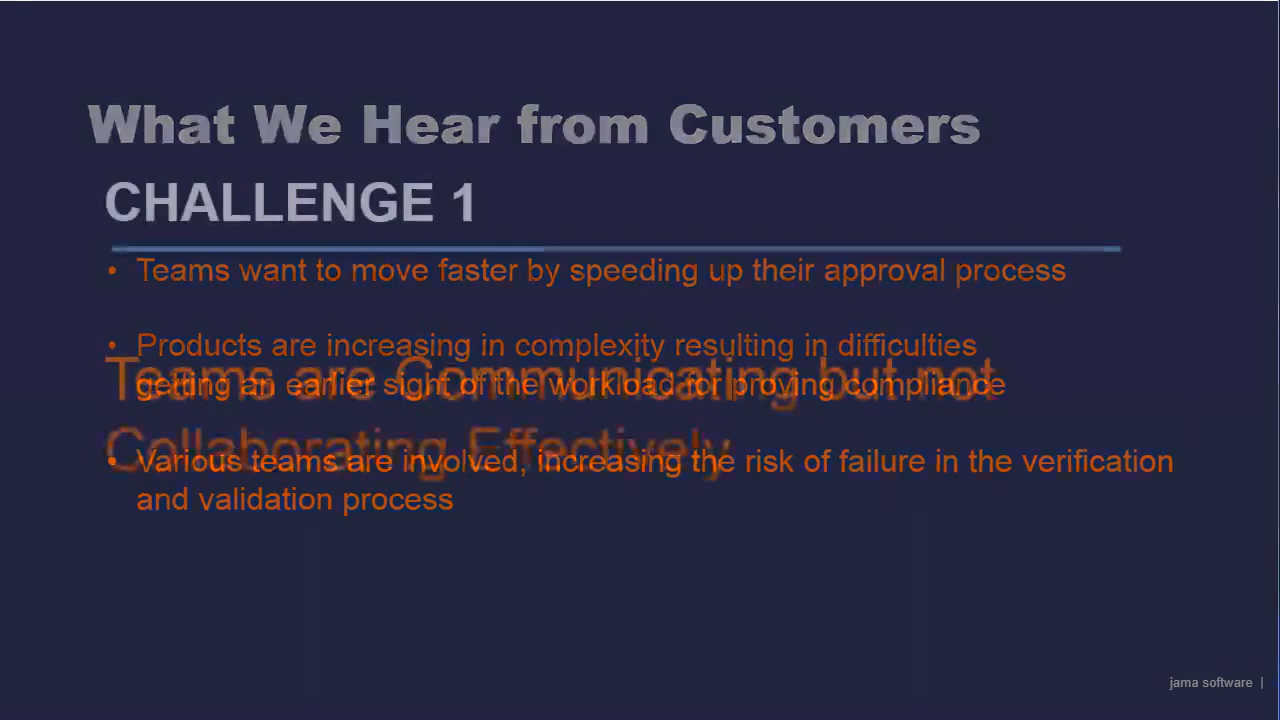 What We Hear from Customers
CHALLENGE 1
• Teams want to move faster by speeding up their approval process
• Products are increasing in complexity resulting in difficulties
getting an earlier sight of the workload for proving compliance
Teams are Communicating but not
Collaborating Effectively
• Various teams are involved, increasing the risk of failure in the verification
and validation process
jama software |